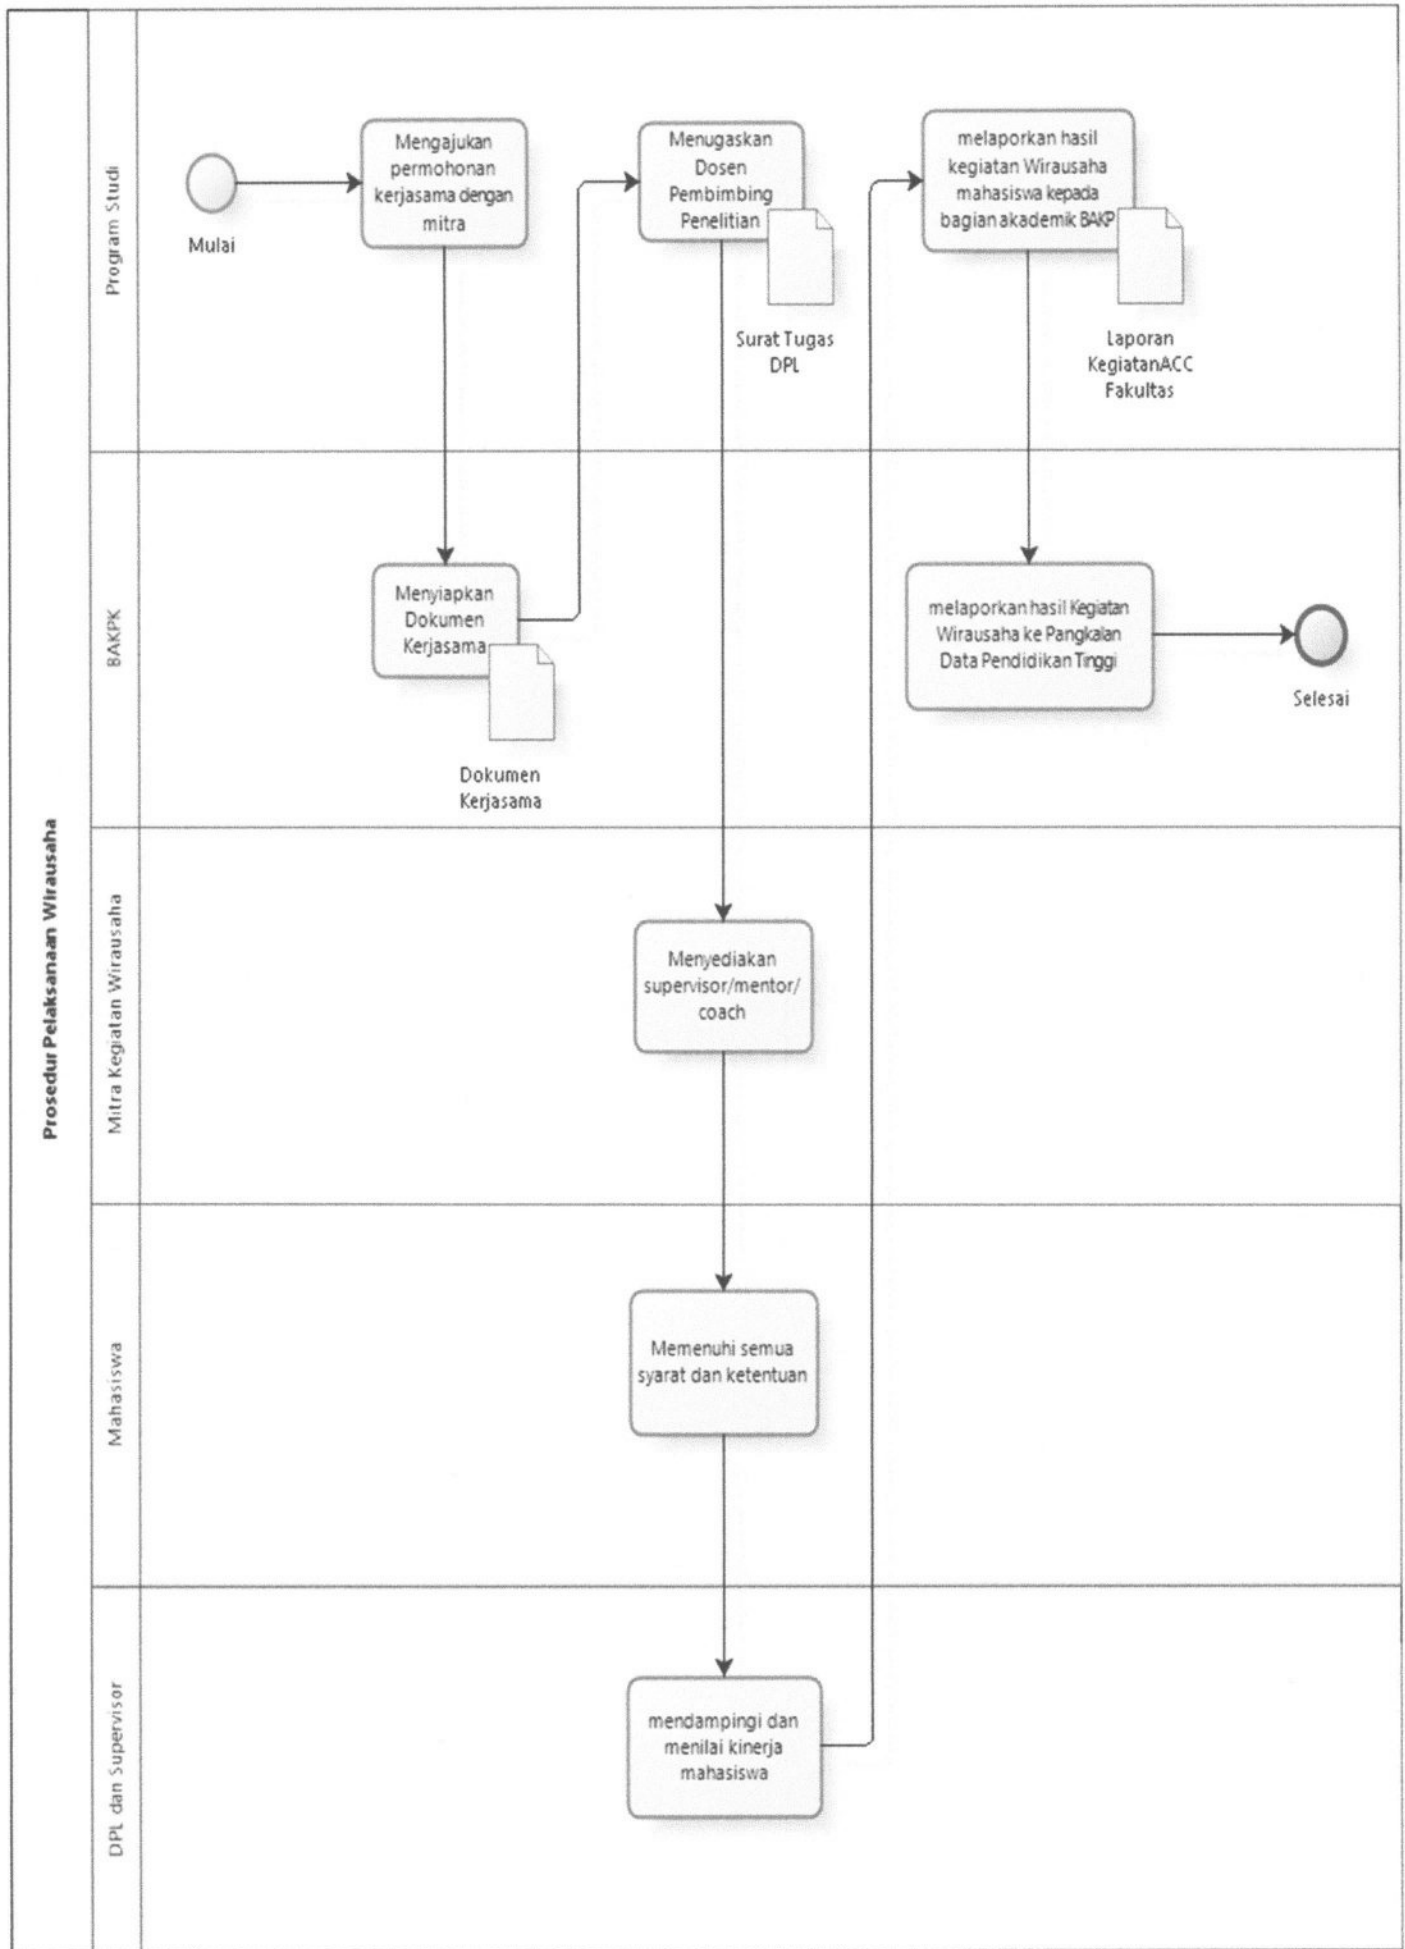 Prosedur Pelaksanaan Wirausaha
Program Studi
Mulai
Mengajukan
permohonan
kerjasama dengan
mitra
Menugaskan
Dosen
Pembimbing
Penelitian
Surat Tugas
DPL
melaporkan hasil
kegiatan Wirausaha
mahasiswa kepada
bagian akademik BAKP
Laporan
KegiatanACC
Fakultas
BAKPK
Menyiapkan
Dokumen
Kerjasama
Dokumen
Kerjasama
melaporkan hasil Kegiatan
Wirausaha ke Pangkalan
Data Pendidikan Tinggi
Selesai
Mitra Kegiatan Wirausaha
Menyediakan
supervisor/mentor/
coach
Mahasiswa
Memenuhi semua
syarat dan ketentuan
DPL dan Supervisor
mendampingi dan
menilai kinerja
mahasiswa